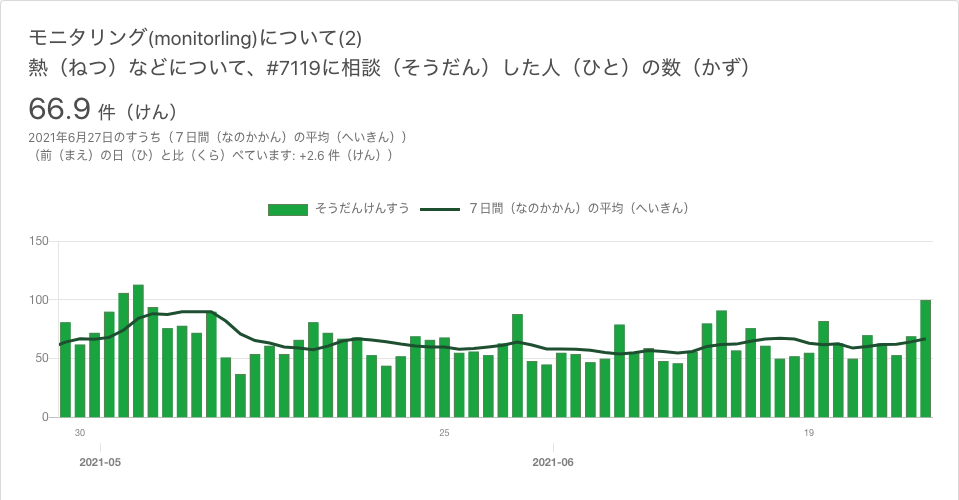 モニタリング(monitorling)について(2)
熱（ねつ）などについて、#7119に相談（そうだん）した人（ひと）の数（かず）
66.9 件（けん）
2021年6月27日のすうち（７日間（なのかかん）の平均（へいきん））
（前（まえ）の日（ひ）と比（くら）べています: +2.6 件（けん））
そうだんけんすう ７日間（なのかかん）の平均（へいきん）
150
100
50
0
30 25 19
2021-05 2021-06